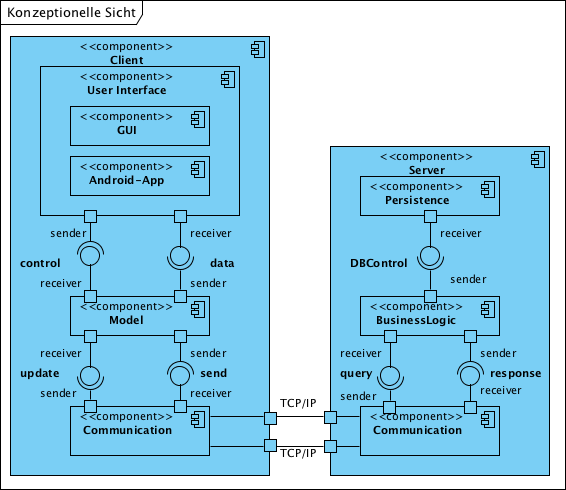 Konzeptionelle Sicht
<<component>>
Client
<<component>>
User Interface
<<component>>
GUI
<<component>>
Android-App
sender
receiver
control
data
receiver
sender
<<component>>
Model
receiver
sender
update
send
sender
receiver
<<component>>
Communication
TCP/IP
TCP/IP
<<component>>
Server
<<component>>
Persistence
receiver
DBControl
sender
<<component>>
BusinessLogic
receiver
sender
query
response
sender
receiver
<<component>>
Communication